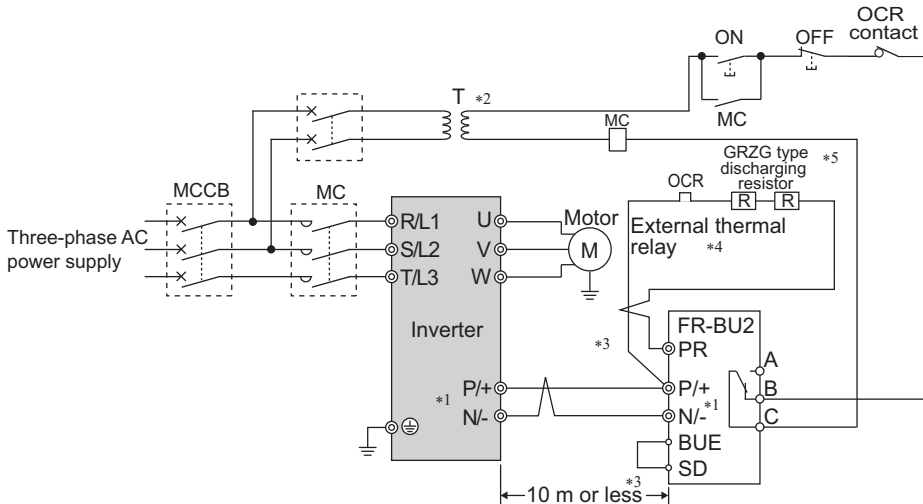 OCR
contact
ON
OFF
T *2
MC
MC
GRZG type
discharging
resistor
*5
OCR
R
R
MCCB
MC
External thermal
relay *4
Three-phase AC
power supply
R/L1
S/L2
T/L3
U
V
W
Motor
M
Inverter
*3
FR-BU2
PR
A
B
C
P/+
N/-
*1
P/+
N/-
*1
BUE
SD
10 m or less
*3